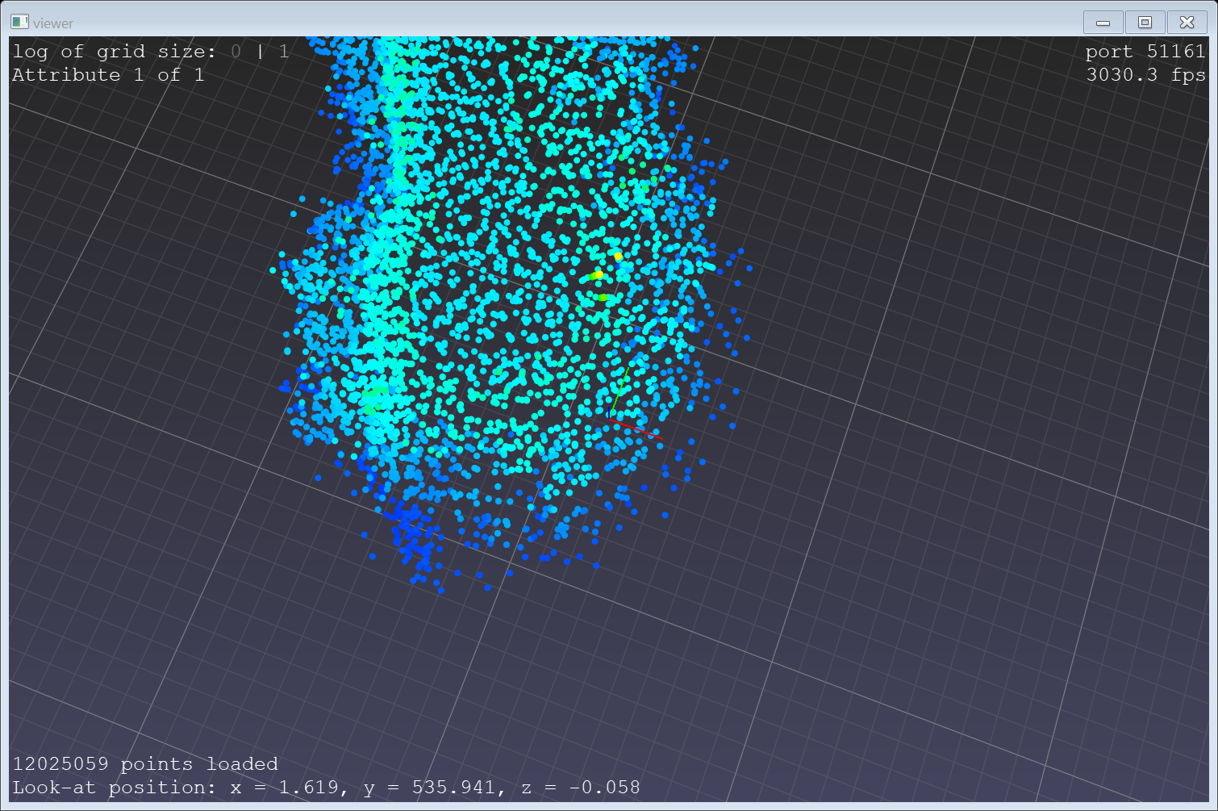 viewer
log of grid size: 0 | 1
Attribute 1 of 1
port 51161
3030.3 fps
12025059 points loaded
Look-at position: x = 1.619, y = 535.941, z = -0.058